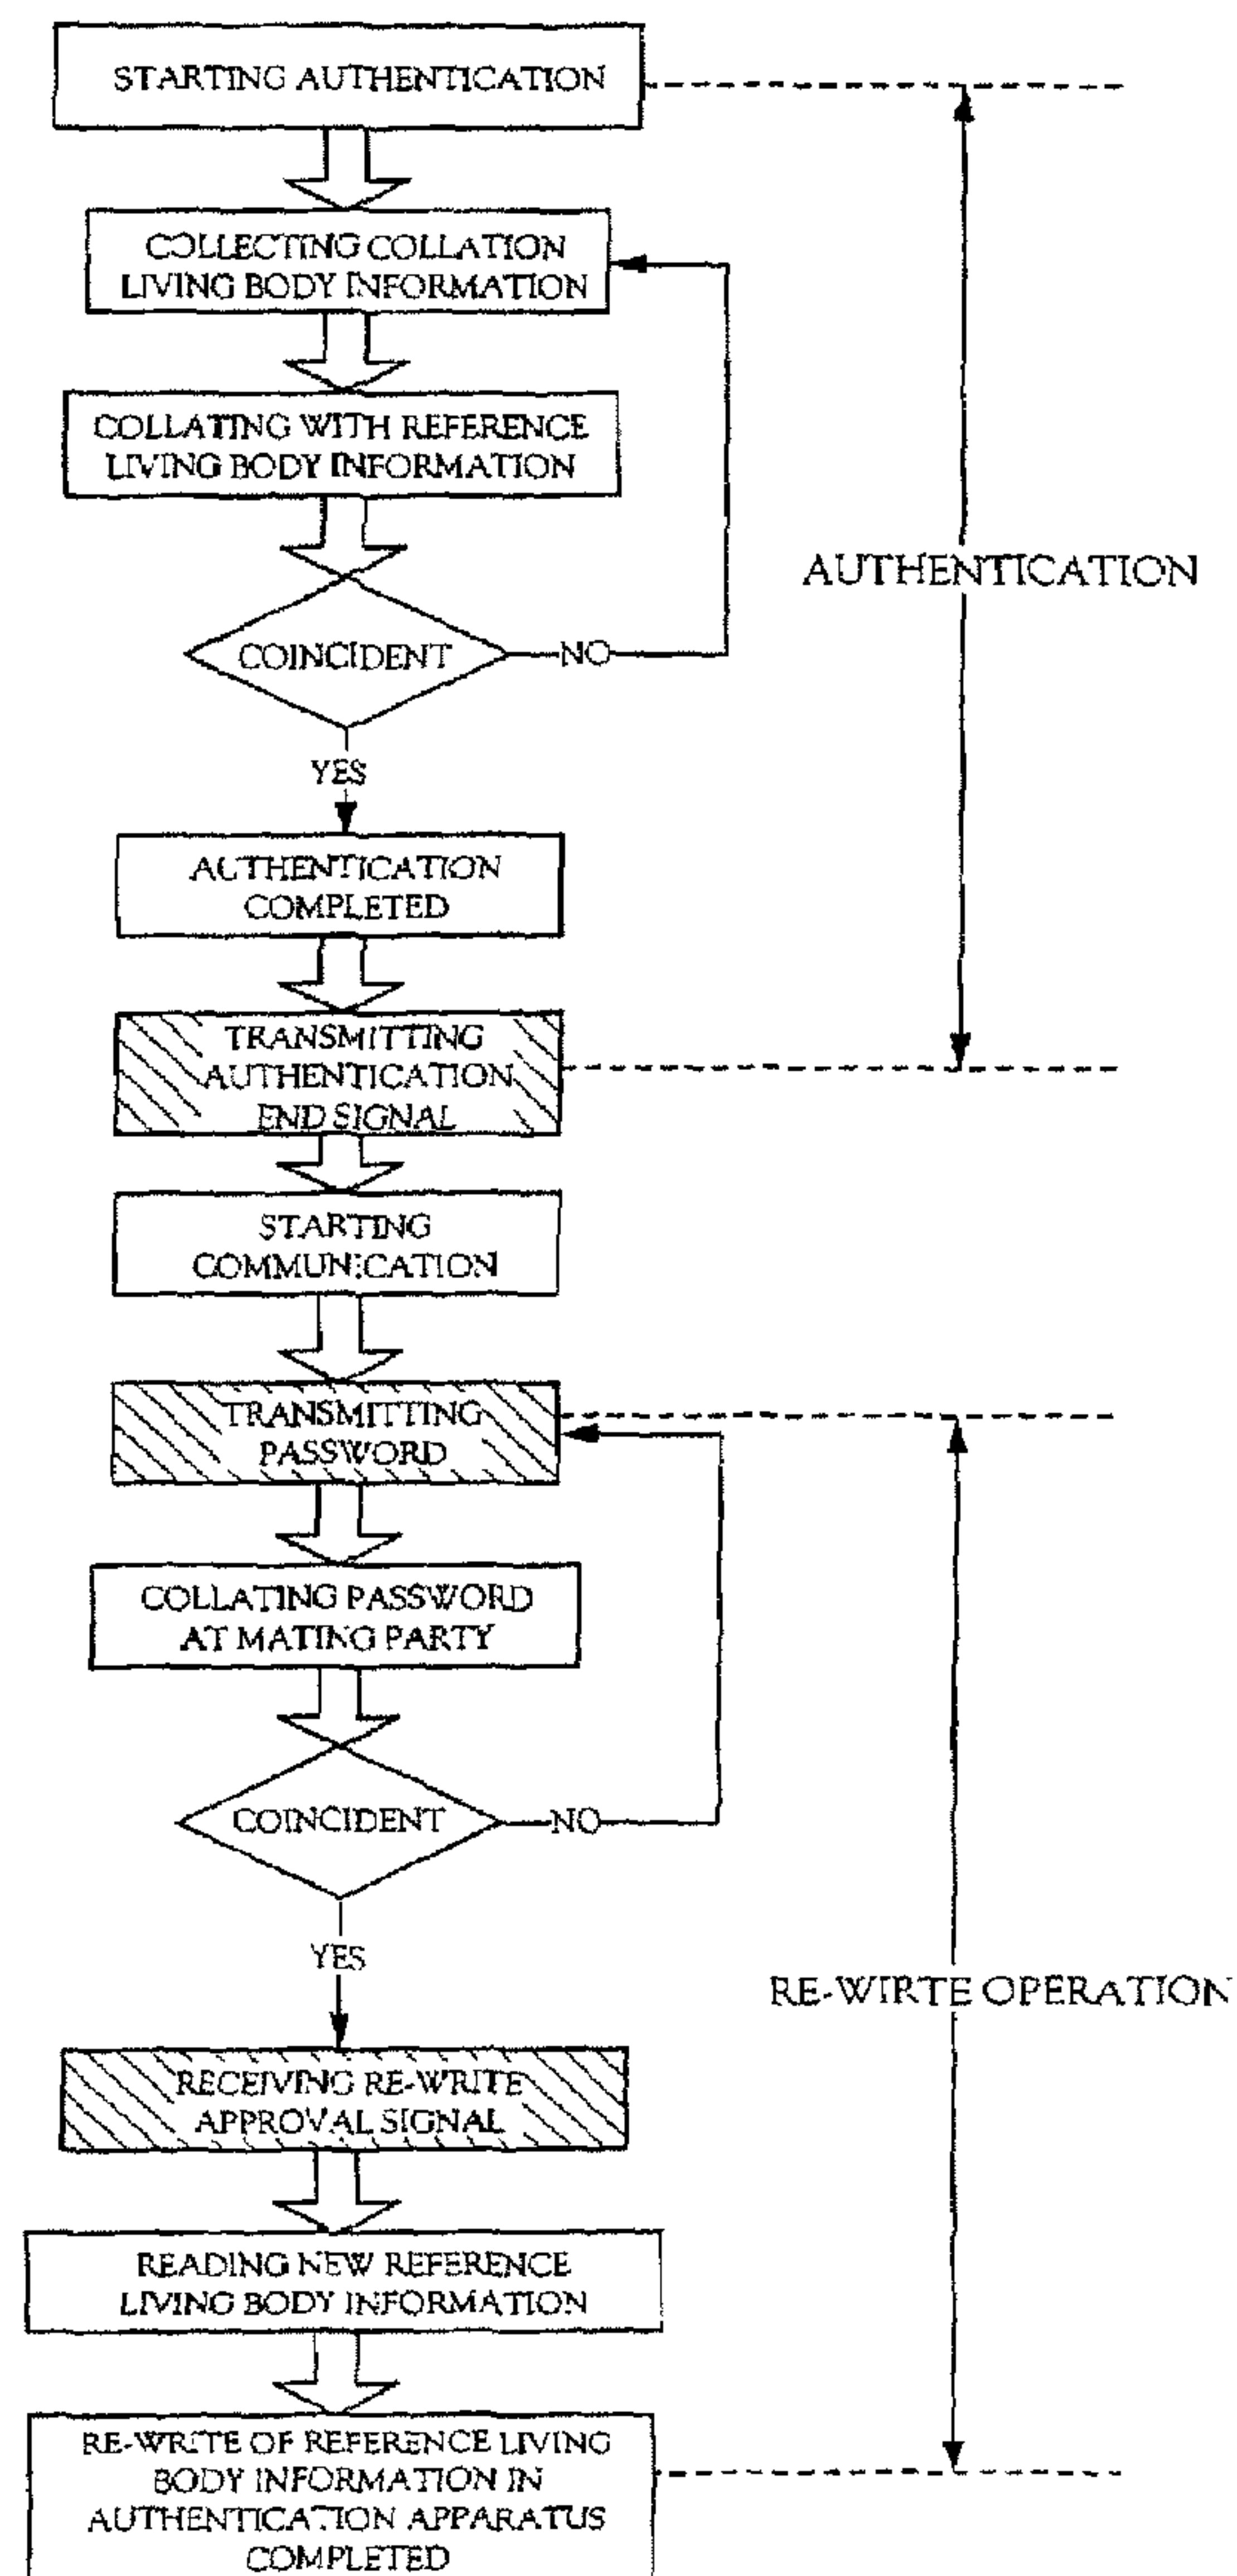 STARTING AUTHENTICATION
COLLECTING COLLATION
LIVING BODY INFORMATION
COLLATING WITH REFERENCE
LIVING BODY INFORMATION
AUTHENTICATION
COINCIDENT
NO
YES
AUTHENTICATION
COMPLETED
TRANSMITTING
AUTHENTICATION
END SIGNAL
STARTING
COMMUNICATION
TRANSMITTING
PASSWORD
COLLATING PASSWORD
AT MATING PARTY
COINCIDENT
NO
YES
RE-WIRTE OPERATION
RECEIVING RE-WRITE
APPROVAL SIGNAL
READING NEW REFERENCE
LIVING BODY INFORMATION
RE-WRITE OF REFERENCE LIVING
BODY INFORMATION IN
AUTHENTICATION APPARATUS
COMPLETED